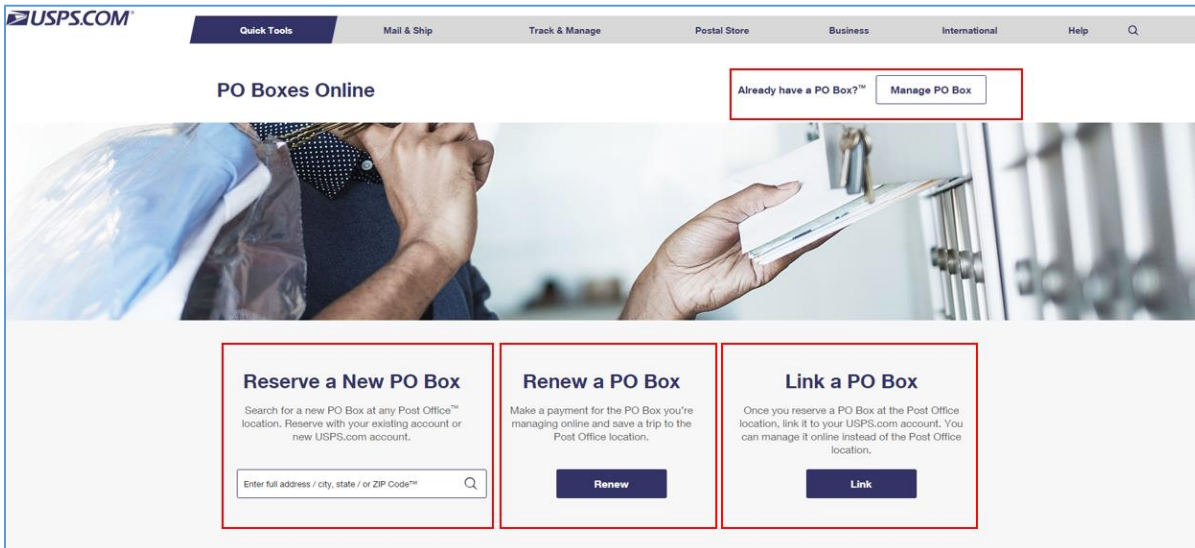 USPS.COM®
Quick Tools
Mail & Ship
Track & Manage
Postal Store
Business
International
Help
PO Boxes Online
Already have a PO Box?™
Manage PO Box
Reserve a New PO Box
Search for a new PO Box at any Post Office™
location. Reserve with your existing account or
new USPS.com account.
Enter full address / city, state / or ZIP Code™
Renew a PO Box
Make a payment for the PO Box you're
managing online and save a trip to the
Post Office location.
Renew
Link a PO Box
Once you reserve a PO Box at the Post Office
location, link it to your USPS.com account. You
can manage it online instead of the Post Office
location.
Link